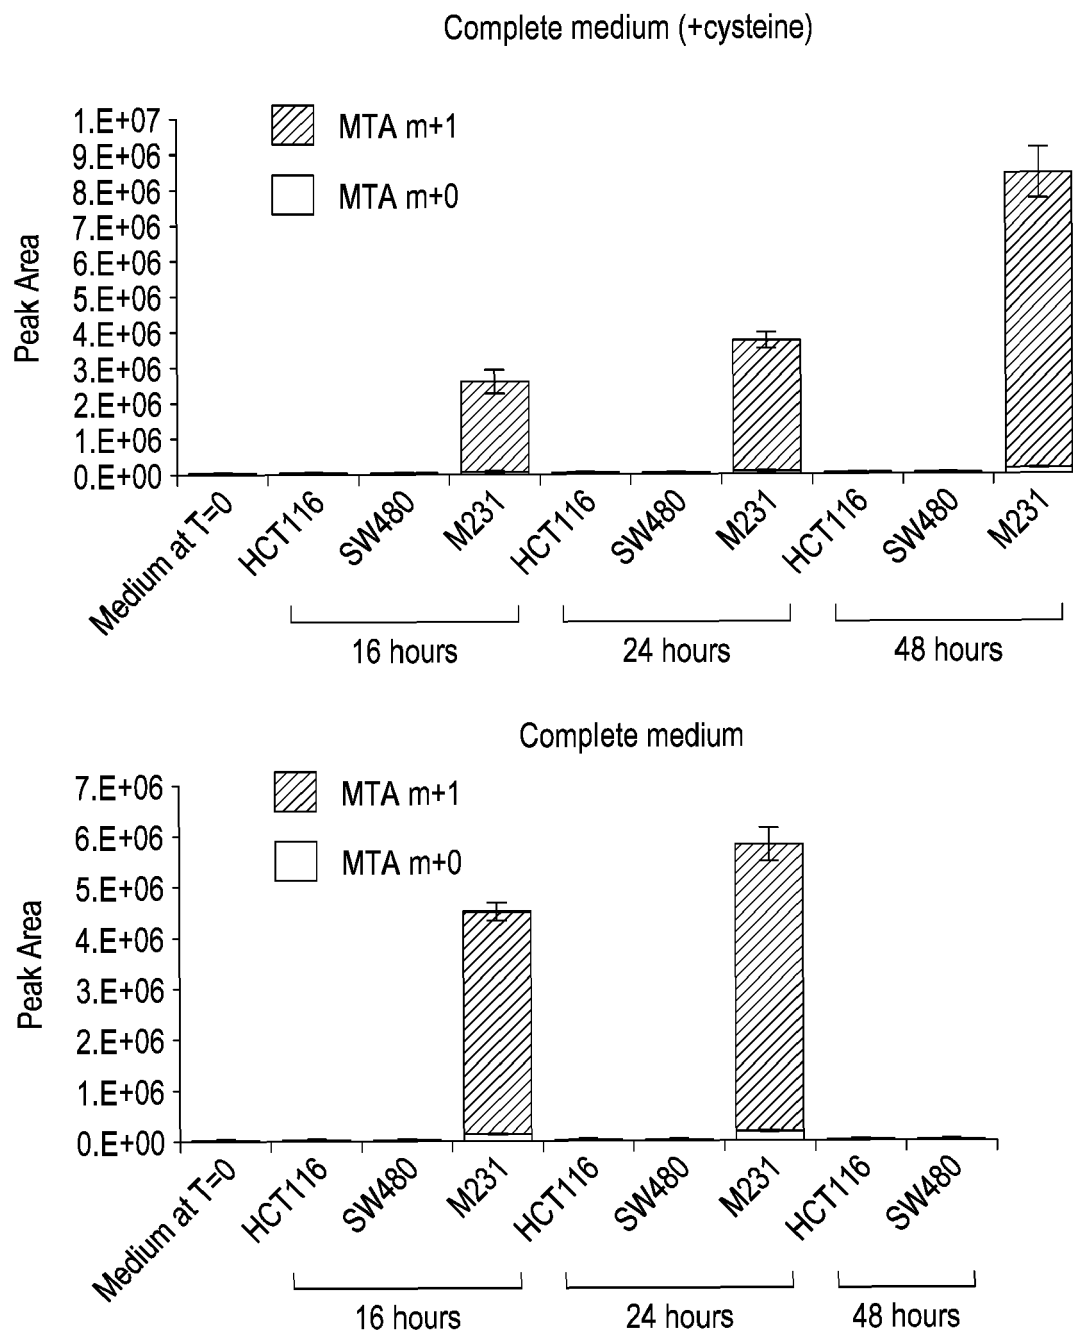 Complete medium (+cysteine)
MTA m+1
MTA m+0
Peak Area
1.E+07
9.E+06
8.E+06
7.E+06
6.E+06
5.E+06
4.E+06
3.E+06
2.E+06
1.E+06
0.E+00
Medium at T=0
HCT116
SW480
M231
HCT116
SW480
M231
HCT116
SW480
M231
16 hours
24 hours
48 hours
Complete medium
MTA m+1
MTA m+0
Peak Area
7.E+06
6.E+06
5.E+06
4.E+06
3.E+06
2.E+06
1.E+06
0.E+00
Medium at T=0
HCT116
SW480
M231
HCT116
SW480
M231
HCT116
SW480
16 hours
24 hours
48 hours